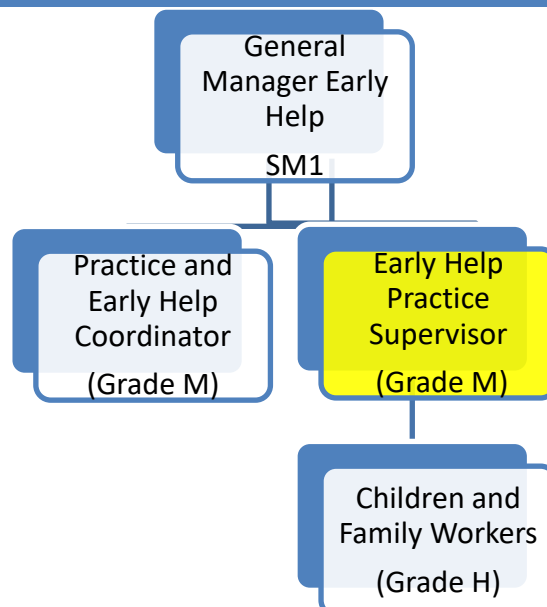 General
Manager Early
Help
SM1
Practice and
Early Help
Coordinator
(Grade M)
Early Help
Practice
Supervisor
(Grade M)
Children and
Family Workers
(Grade H)